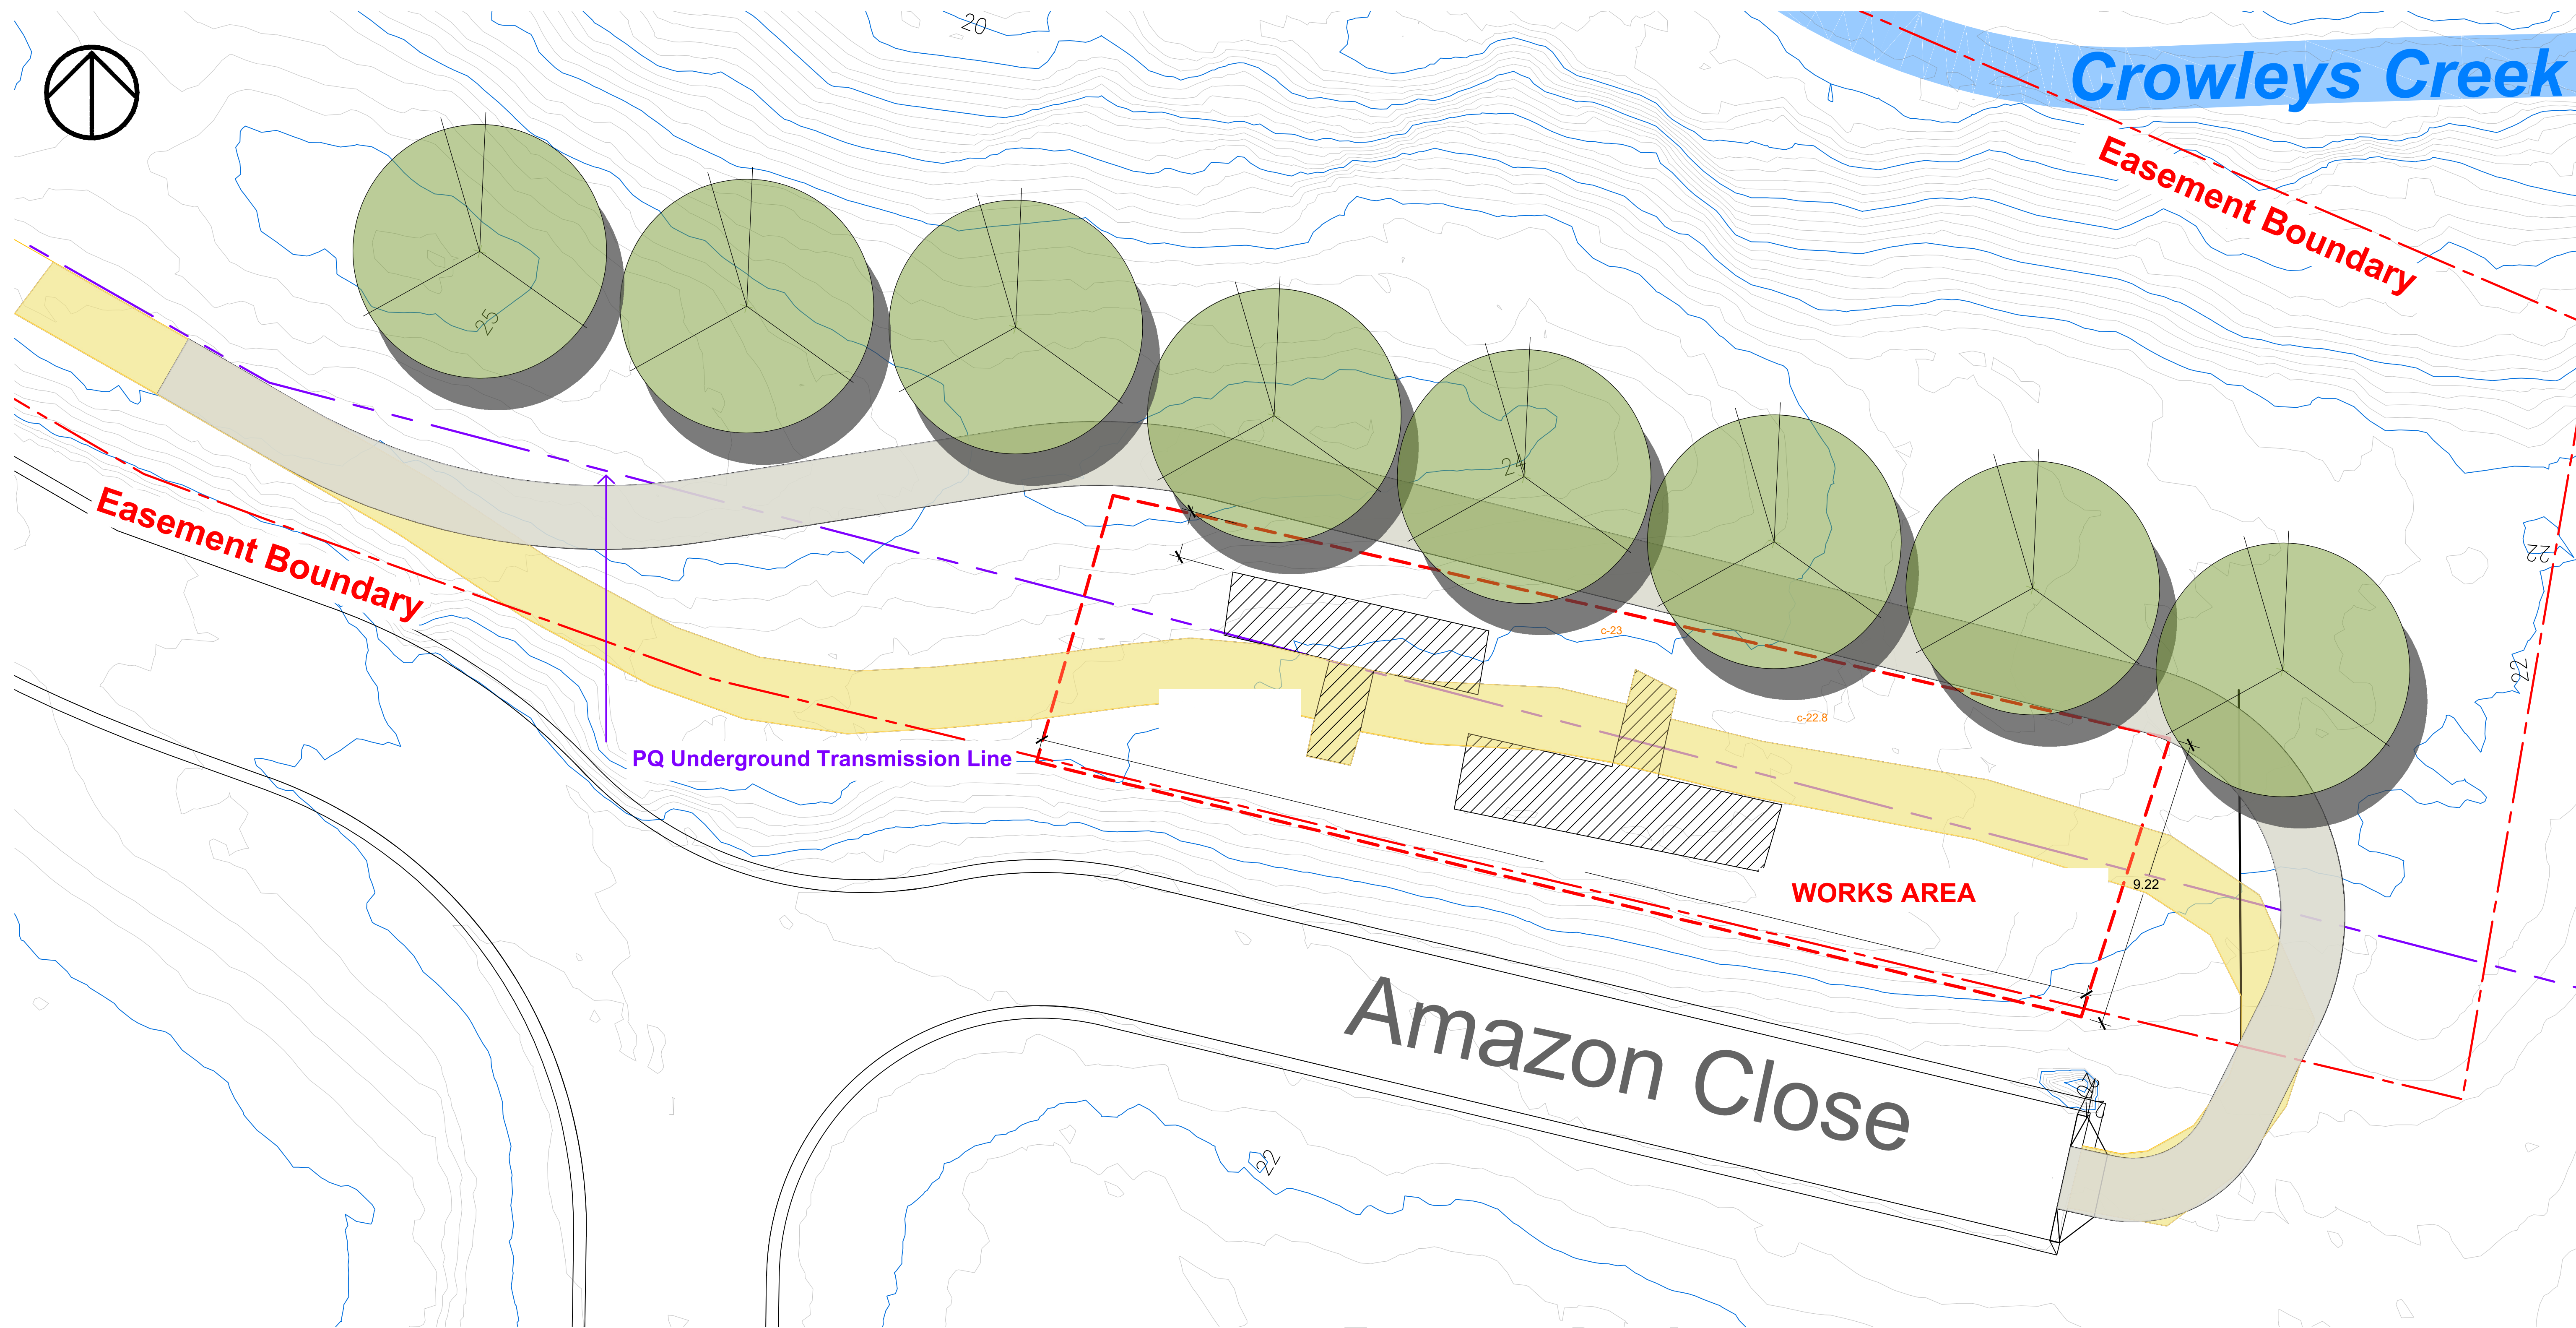 20
Crowleys Creek
Easement Boundary
25
24
22
Easement Boundary
c-23
22
c-22.8
PQ Underground Transmission Line
9.22
WORKS AREA
Amazon Close
22